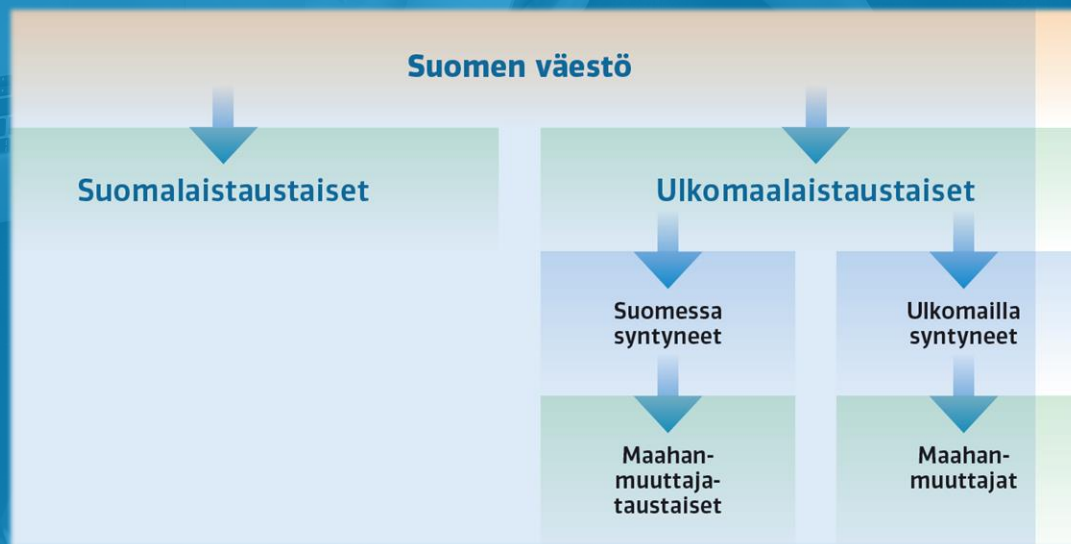 Suomen väestö
Suomalaistaustaiset
Ulkomaalaistaustaiset
Suomessa
syntyneet
Ulkomailla
syntyneet
Maahan-
muuttaja-
taustaiset
Maahan-
muuttajat